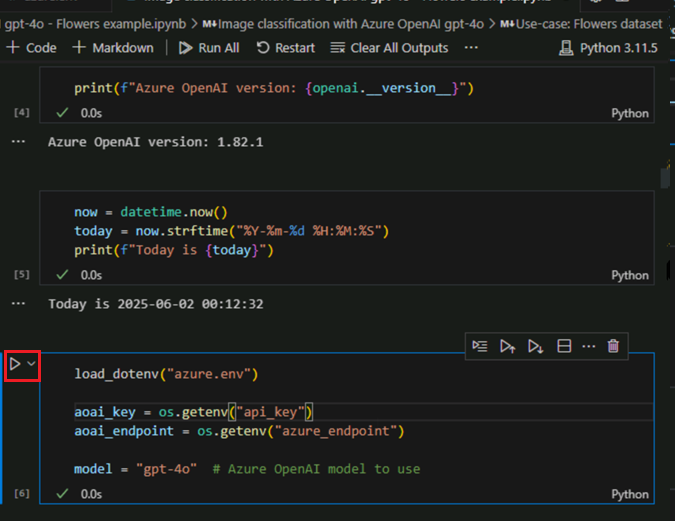 gpt-4o - Flowers example.ipynb > Image classification with Azure OpenAI gpt-4o > Use-case: Flowers dataset
+ Code + Markdown Run All Restart Clear All Outputs ... Python 3.11.5
print(f"Azure OpenAI version: {openai.__version__}")
[4] 0.0s Python
... Azure OpenAI version: 1.82.1
now = datetime.now()
today = now.strftime("%Y-%m-%d %H:%M:%S")
print(f"Today is {today}")
[5] 0.0s Python
... Today is 2025-06-02 00:12:32
load_dotenv("azure.env")
aoai_key = os.getenv("api_key")
aoai_endpoint = os.getenv("azure_endpoint")
model = "gpt-4o" # Azure OpenAI model to use
[6] 0.0s Python